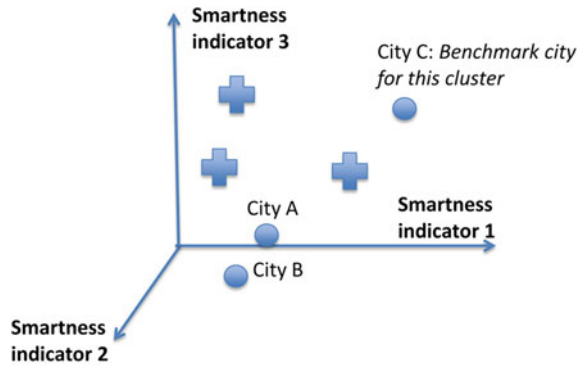 Smartness
indicator 3
City C: Benchmark city
for this cluster
City A
Smartness
indicator 1
City B
Smartness
indicator 2